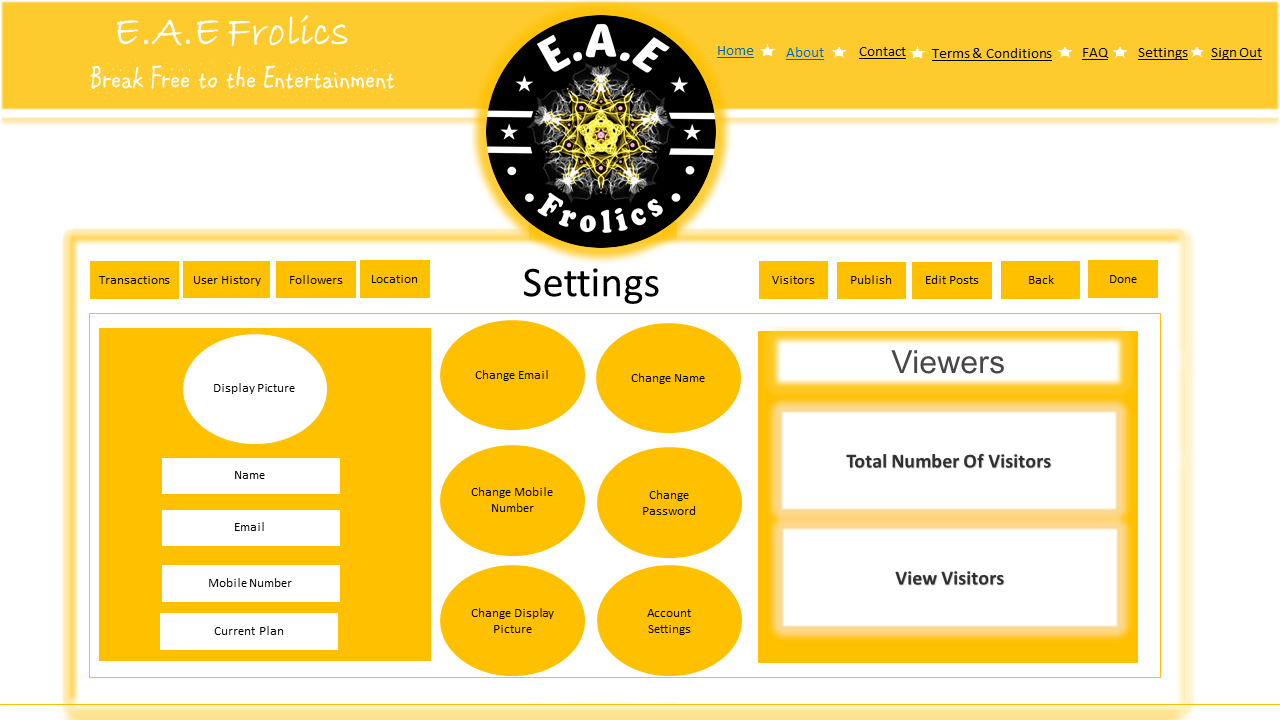 E.A.E Frolics
Break Free to the Entertainment
E.A.E
Frolics
Home
About
Contact
Terms & Conditions
FAQ
Settings
Sign Out
Transactions
User History
Followers
Location
Settings
Visitors
Publish
Edit Posts
Back
Done
Display Picture
Name
Email
Mobile Number
Current Plan
Change Email
Change Name
Change Mobile
Number
Change
Password
Change Display
Picture
Account
Settings
Viewers
Total Number Of Visitors
View Visitors